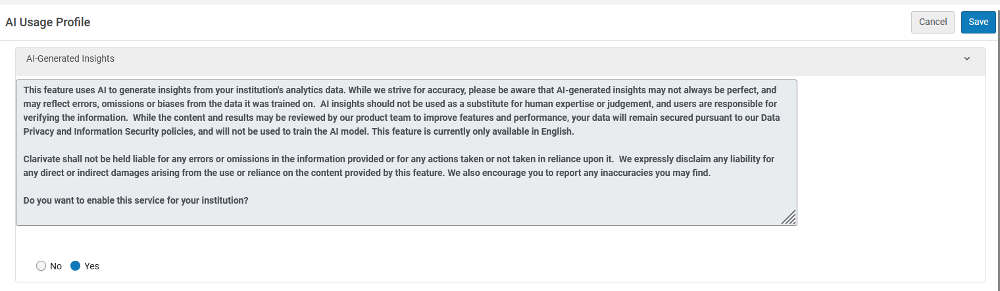 AI Usage Profile
Cancel
Save
AI-Generated Insights
This feature uses AI to generate insights from your institution's analytics data. While we strive for accuracy, please be aware that AI-generated insights may not always be perfect, and
may reflect errors, omissions or biases from the data it was trained on.  AI insights should not be used as a substitute for human expertise or judgement, and users are responsible for
verifying the information.  While the content and results may be reviewed by our product team to improve features and performance, your data will remain secured pursuant to our Data
Privacy and Information Security policies, and will not be used to train the AI model. This feature is currently only available in English.
Clarivate shall not be held liable for any errors or omissions in the information provided or for any actions taken or not taken in reliance upon it.  We expressly disclaim any liability for
any direct or indirect damages arising from the use or reliance on the content provided by this feature. We also encourage you to report any inaccuracies you may find.
Do you want to enable this service for your institution?
No
Yes